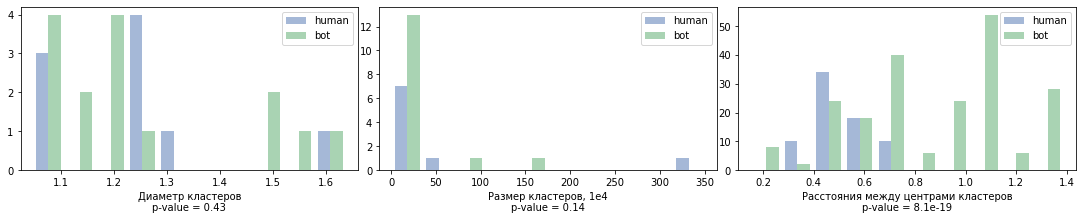 human
bot
4
3
2
1
0
1.1 1.2 1.3 1.4 1.5 1.6
Диаметр кластеров
p-value = 0.43
human
bot
12
10
8
6
4
2
0
0 50 100 150 200 250 300 350
Размер кластеров, 1e4
p-value = 0.14
human
bot
50
40
30
20
10
0
0.2 0.4 0.6 0.8 1.0 1.2 1.4
Расстояния между центрами кластеров
p-value = 8.1e-19